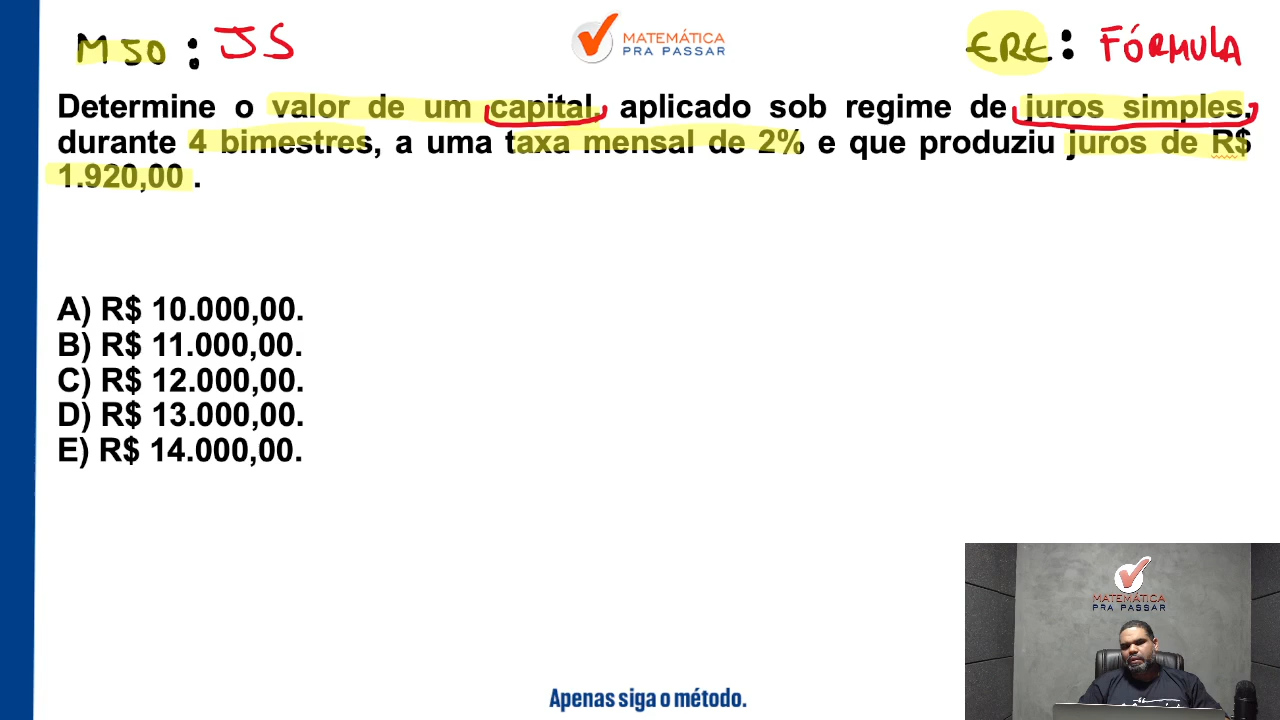 M50 : JS
MATEMÁTICA
PRA PASSAR
ERE : FÓRMULA
Determine o valor de um capital, aplicado sob regime de juros simples,
durante 4 bimestres, a uma taxa mensal de 2% e que produziu juros de R$
1.920,00 .
A) R$ 10.000,00.
B) R$ 11.000,00.
C) R$ 12.000,00.
D) R$ 13.000,00.
E) R$ 14.000,00.
MATEMÁTICA
PRA PASSAR
Apenas siga o método.